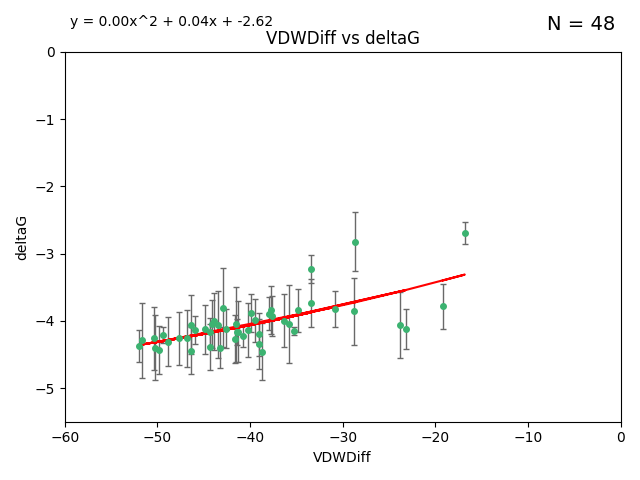 y = 0.00x^2 + 0.04x + -2.62
N = 48
VDWDiff vs deltaG
0
−1
−2
−3
−4
−5
deltaG
−60
−50
−40
−30
−20
−10
0
VDWDiff